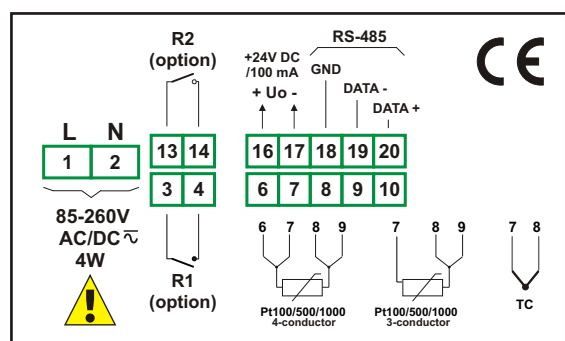 R2
(option)
RS-485
+24V DC
/100 mA
GND
+ Uo -
DATA -
DATA +
CE
L N
1 2
13 14
16 17 18 19 20
3 4
6 7 8 9 10
85-260V
AC/DC
4W
R1
(option)
6 7 8 9
7 8 9
7 8
Pt100/500/1000
4-conductor
Pt100/500/1000
3-conductor
TC